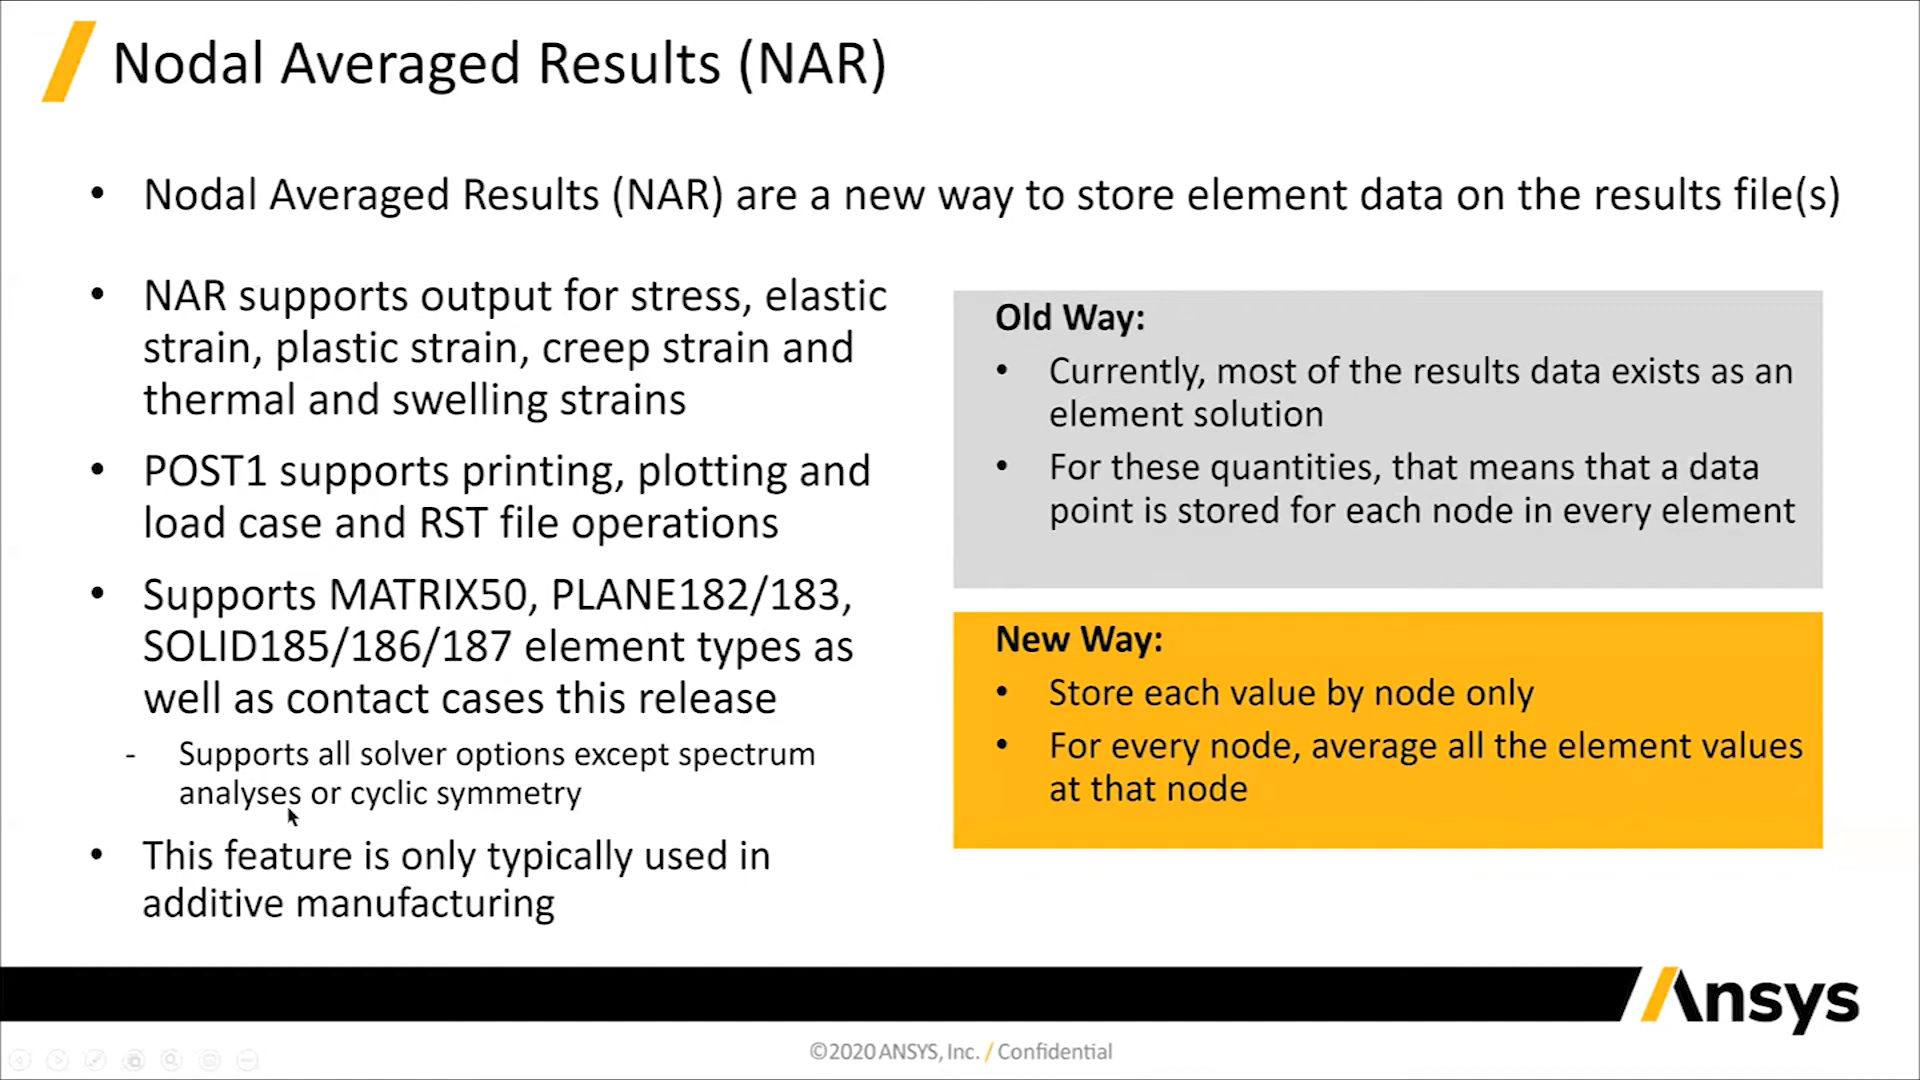 Nodal Averaged Results (NAR)
• Nodal Averaged Results (NAR) are a new way to store element data on the results file(s)
• NAR supports output for stress, elastic
strain, plastic strain, creep strain and
thermal and swelling strains
• POST1 supports printing, plotting and
load case and RST file operations
• Supports MATRIX50, PLANE182/183,
SOLID185/186/187 element types as
well as contact cases this release
- Supports all solver options except spectrum
analyses or cyclic symmetry
• This feature is only typically used in
additive manufacturing
Old Way:
• Currently, most of the results data exists as an
element solution
• For these quantities, that means that a data
point is stored for each node in every element
New Way:
• Store each value by node only
• For every node, average all the element values
at that node
Ansys
©2020 ANSYS, Inc. / Confidential